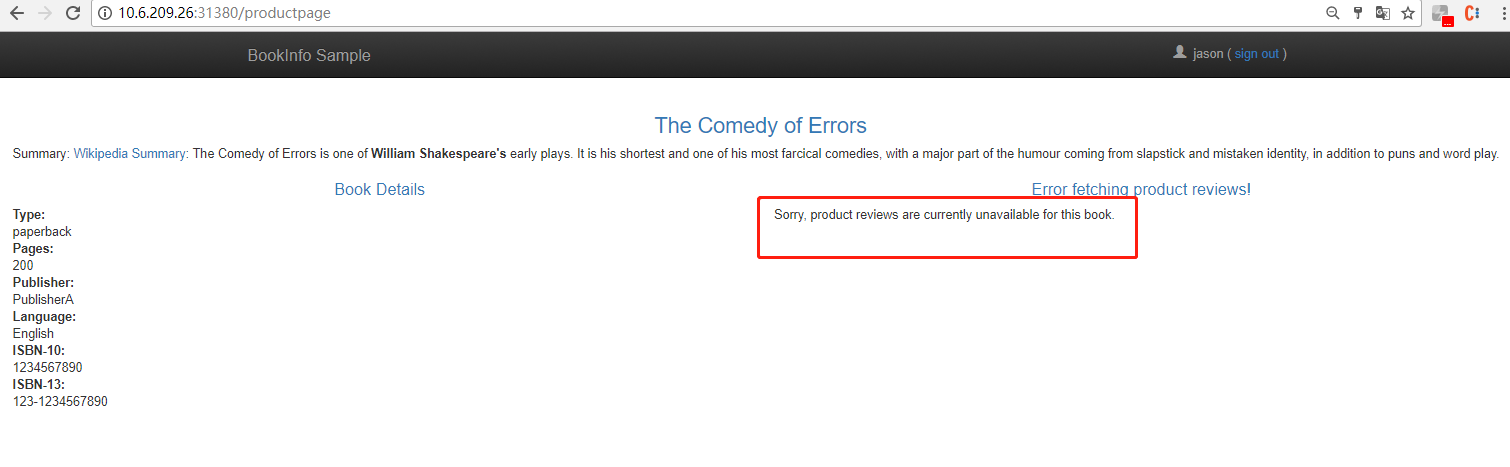 10.6.209.26:31380/productpage
BookInfo Sample
jason ( sign out )
The Comedy of Errors
Summary: Wikipedia Summary: The Comedy of Errors is one of William Shakespeare's early plays. It is his shortest and one of his most farcical comedies, with a major part of the humour coming from slapstick and mistaken identity, in addition to puns and word play.
Book Details
Type:
paperback
Pages:
200
Publisher:
PublisherA
Language:
English
ISBN-10:
1234567890
ISBN-13:
123-1234567890
Error fetching product reviews!
Sorry, product reviews are currently unavailable for this book.